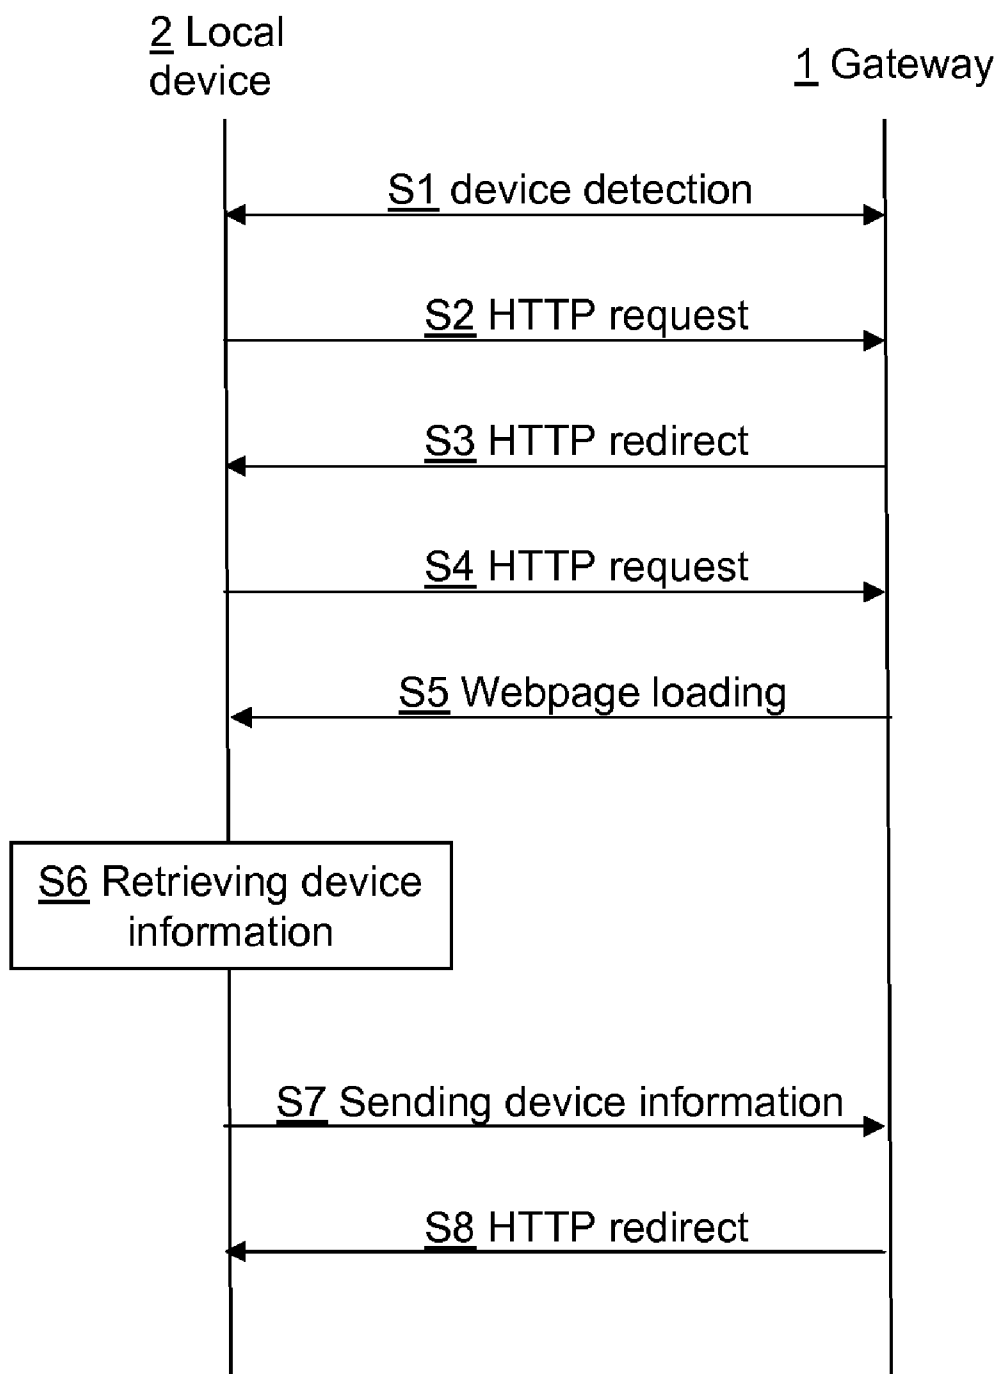 2 Local
device
1 Gateway
S1 device detection
S2 HTTP request
S3 HTTP redirect
S4 HTTP request
S5 Webpage loading
S6 Retrieving device
information
S7 Sending device information
S8 HTTP redirect